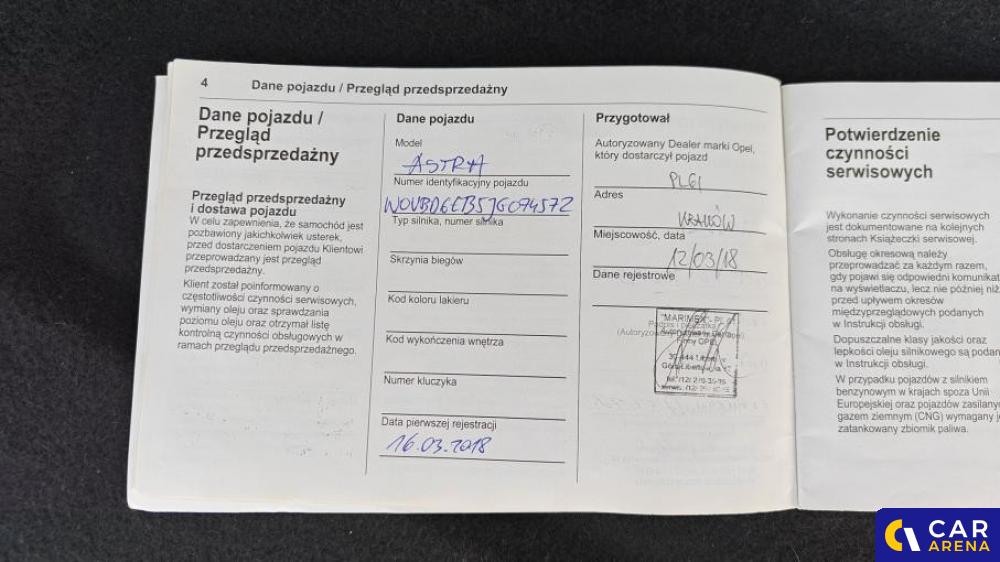 4 Dane pojazdu / Przegląd przedsprzedażny
Dane pojazdu /
Przegląd
przedsprzedażny
Przegląd przedsprzedażny
i dostawa pojazdu
W celu zapewnienia, że samochód jest
pozbawiony jakichkolwiek usterek,
przed dostarczeniem pojazdu Klientowi
przeprowadzany jest przegląd
przedsprzedażny.
Klient został poinformowany o
częstotliwości czynności serwisowych,
wymiany oleju oraz sprawdzania
poziomu oleju oraz otrzymał listę
kontrolną czynności obsługowych w
ramach przeglądu przedsprzedażnego.
Dane pojazdu
Model
ASTRA
Numer identyfikacyjny pojazdu
W0VBD6EB5JG074572
Typ silnika, numer silnika
Skrzynia biegów
Kod koloru lakieru
Kod wykończenia wnętrza
Numer kluczyka
Data pierwszej rejestracji
16.03.2018
Przygotował
Autoryzowany Dealer marki Opel,
który dostarczył pojazd
PL61
Adres
KRAKÓW
Miejscowość, data
12/03/18
Dane rejestrowe
"MARIMEX"
Potwierdzenie
czynności
serwisowych
Wykonanie czynności serwisowych
jest dokumentowane na kolejnych
stronach Książeczki serwisowej.
Obsługę okresową należy
przeprowadzać za każdym razem,
gdy pojawi się odpowiedni komunikat
na wyświetlaczu, lecz nie później niż
przed upływem okresów
międzyprzeglądowych podanych
w Instrukcji obsługi.
Dopuszczalne klasy jakości oraz
lepkości oleju silnikowego są podan
w Instrukcji obsługi.
W przypadku pojazdów z silnikiem
benzynowym w krajach spoza Unii
Europejskiej oraz pojazdów zasilany
gazem ziemnym (CNG) wymagany je
zatankowany zbiornik paliwa.
CAR
ARENA